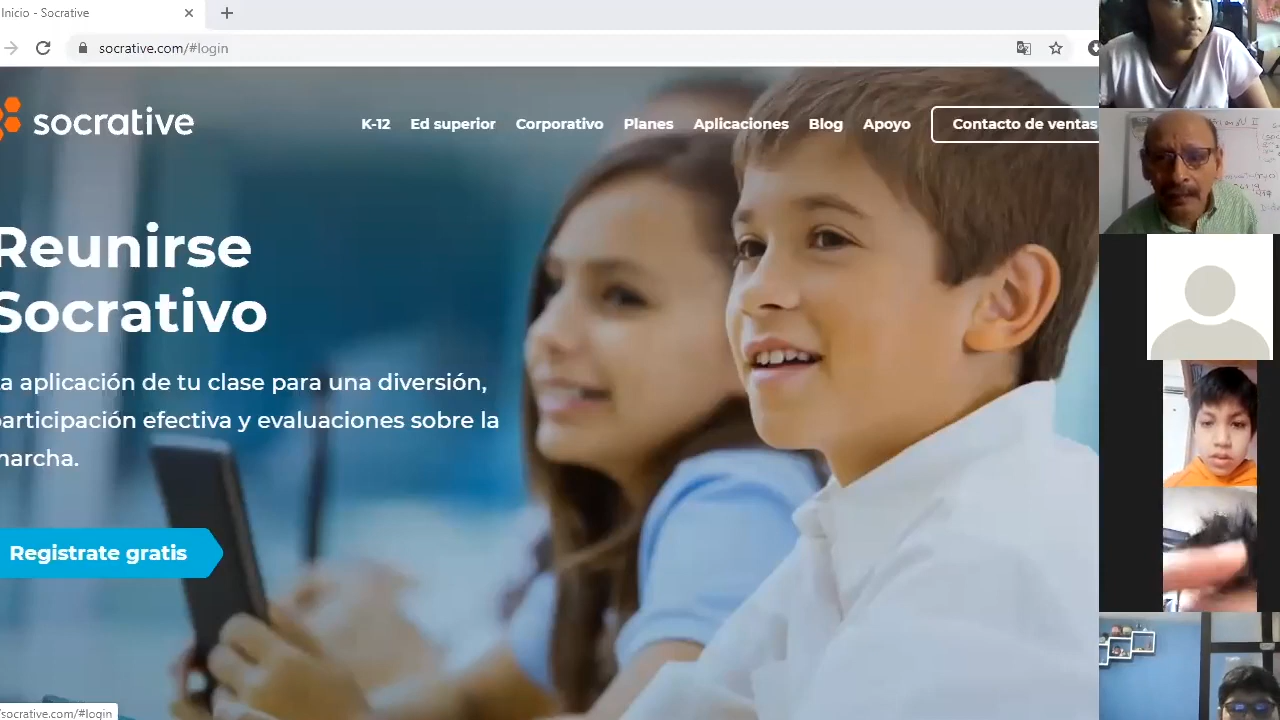 Inicio - Socrative
socrative.com/#login
socrative
K-12 Ed superior Corporativo Planes Aplicaciones Blog Apoyo Contacto de ventas
Reunirse
Socrativo
a aplicación de tu clase para una diversión,
participación efectiva y evaluaciones sobre la
marcha.
Registrate gratis
socrative.com/#login